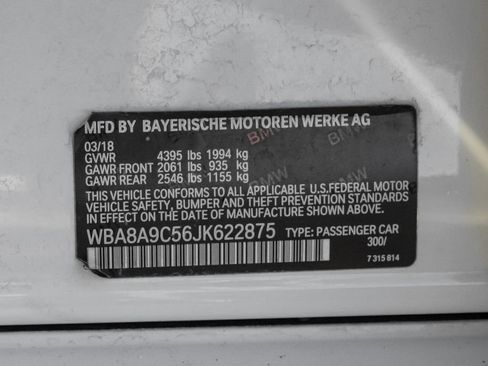 MFD BY BAYERISCHE MOTOREN WERKE AG
03/18
GVWR 4395 lbs 1994 kg
GAWR FRONT 2061 lbs 935 kg
GAWR REAR 2546 lbs 1155 kg
THIS VEHICLE CONFORMS TO ALL APPLICABLE U.S.FEDERAL MOTOR
VEHICLE SAFETY, BUMPER AND THEFT PREVENTION STANDARDS
IN EFFECT ON THE DATE OF MANUFACTURE SHOWN ABOVE.
WBA8A9C56JK622875 TYPE: PASSENGER CAR
300/
7 315 814